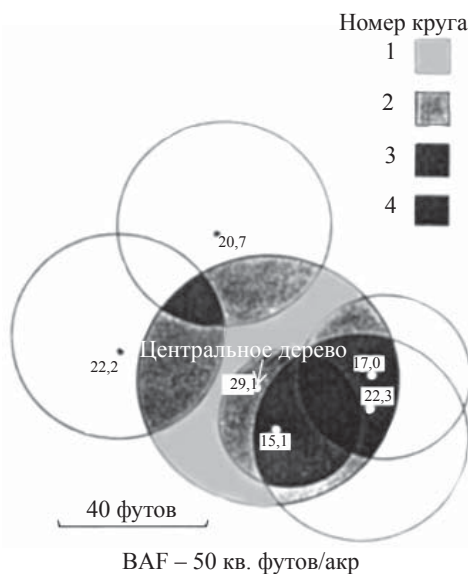 Номер круга
1
2
3
4
20,7
Центральное дерево
22,2
17,0
29,1
22,3
15,1
40 футов
BAF – 50 кв. футов/акр